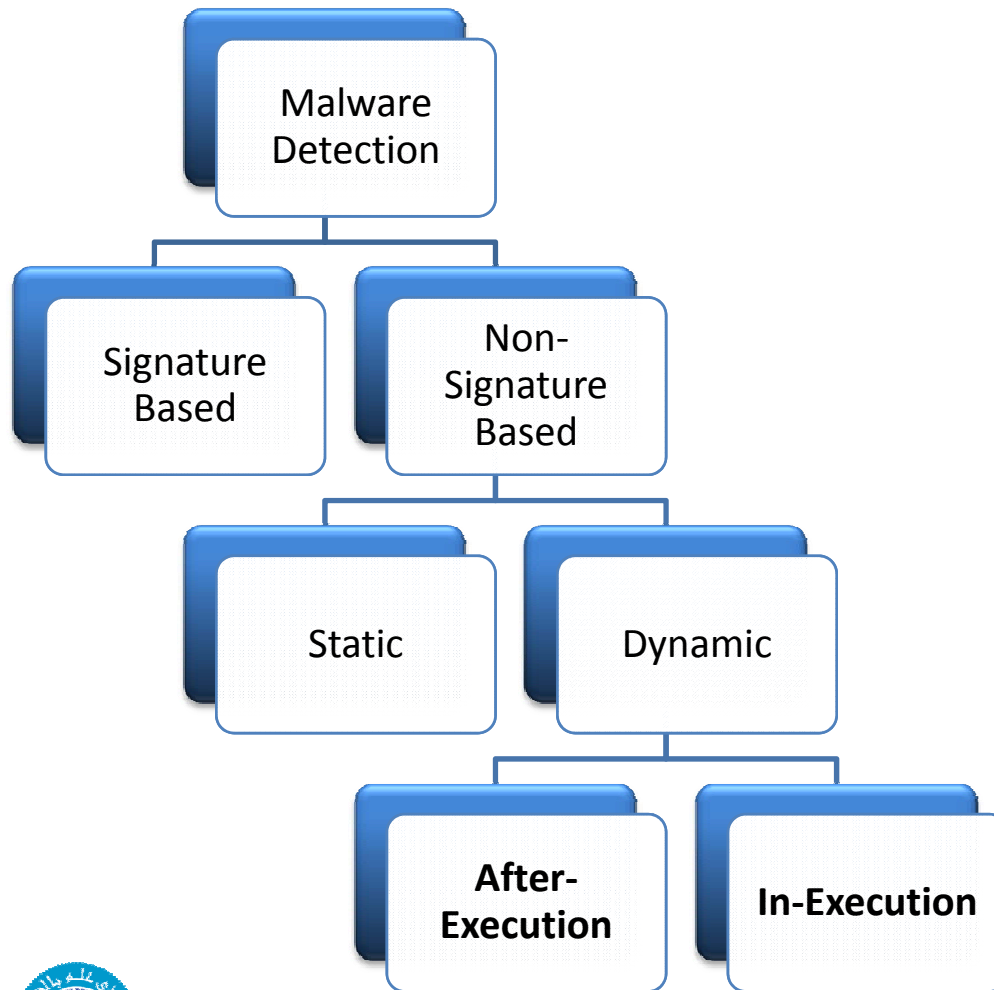 Malware
Detection
Signature
Based
Non-
Signature
Based
Static
Dynamic
After-
Execution
In-Execution